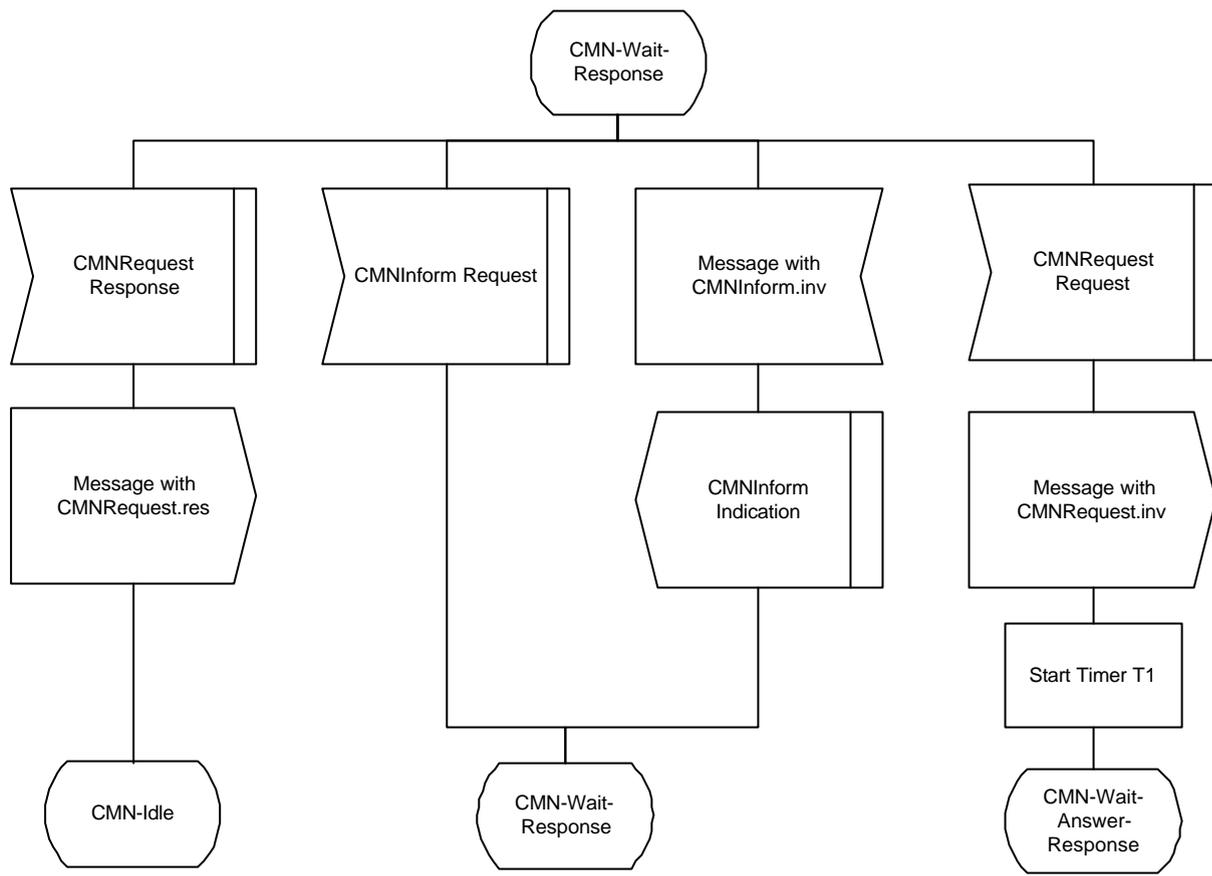 CMN-Wait-
Response
CMNRequest
Response
CMNInform Request
Message with
CMNInform.inv
CMNRequest
Request
Message with
CMNRequest.res
CMNInform
Indication
Message with
CMNRequest.inv
Start Timer T1
CMN-Idle
CMN-Wait-
Response
CMN-Wait-
Answer-
Response